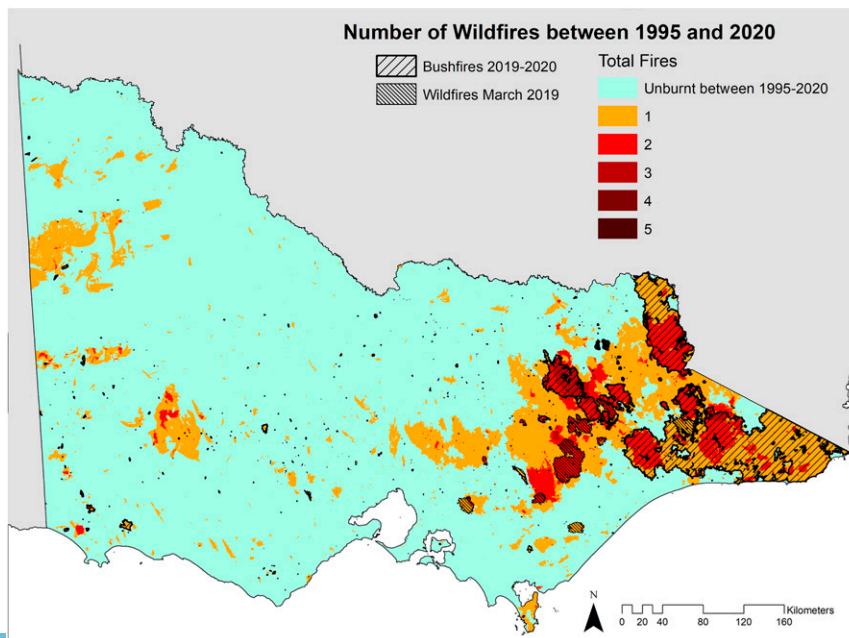 Number of Wildfires between 1995 and 2020
Bushfires 2019-2020
Wildfires March 2019
Total Fires
Unburnt between 1995-2020
1
2
3
4
5
N
0 10 20 40 80 120 160 Kilometers